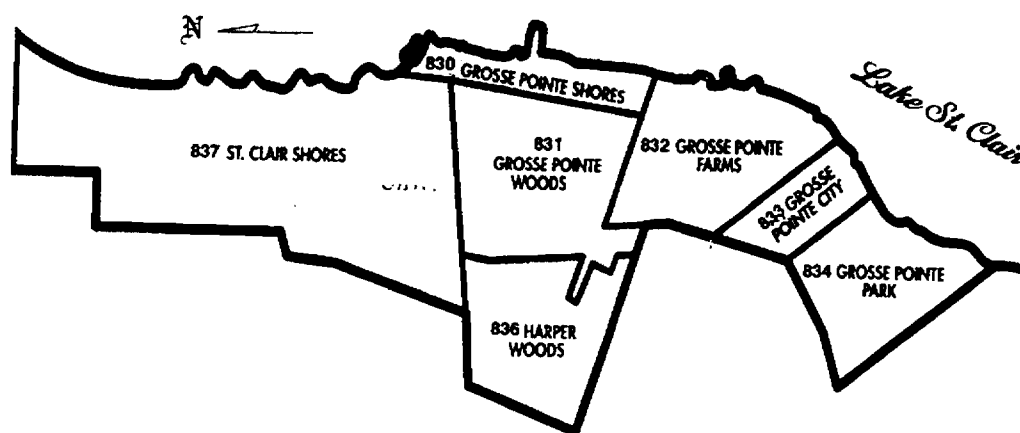 N
830 GROSSE POINTE SHORES
Lake St. Clair
837 ST. CLAIR SHORES
831
GROSSE POINTE
WOODS
832 GROSSE POINTE
FARMS
833 GROSSE
POINTE CITY
834 GROSSE POINTE
PARK
836 HARPER
WOODS